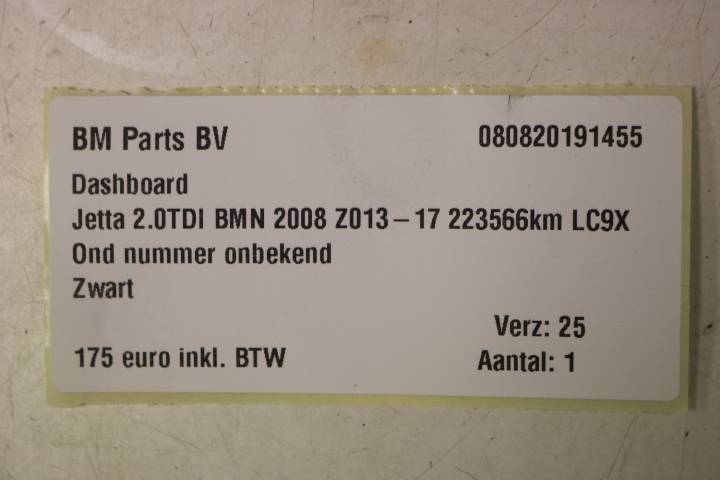 BM Parts BV 080820191455
Dashboard
Jetta 2.0TDI BMN 2008 Z013-17 223566km LC9X
Ond nummer onbekend
Zwart
Verz: 25
175 euro inkl. BTW Aantal: 1